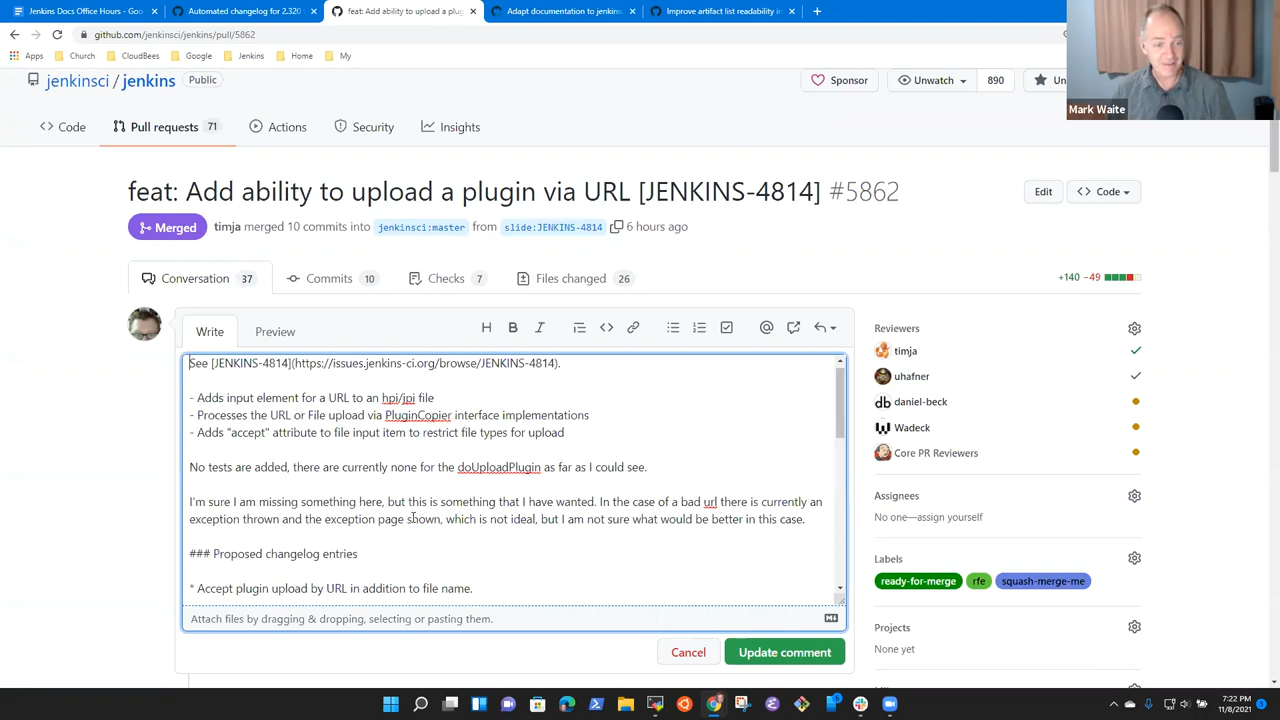 Jenkins Docs Office Hours - Goo
Automated changelog for 2.320
feat: Add ability to upload a plug
Adapt documentation to jenkins
Improve artifact list readability in
github.com/jenkinsci/jenkins/pull/5862
Apps
Church
CloudBees
Google
Jenkins
Home
My
Mark Waite
jenkinsci / jenkins
Public
Sponsor
Unwatch
890
Un
Code
Pull requests 71
Actions
Security
Insights
feat: Add ability to upload a plugin via URL [JENKINS-4814] #5862
Edit
Code
Merged
timja merged 10 commits into jenkinsci:master from slide:JENKINS-4814 6 hours ago
Conversation 37
Commits 10
Checks 7
Files changed 26
+140 −49
Write
Preview
See [JENKINS-4814](https://issues.jenkins-ci.org/browse/JENKINS-4814).
- Adds input element for a URL to an hpi/jpi file
- Processes the URL or File upload via PluginCopier interface implementations
- Adds "accept" attribute to file input item to restrict file types for upload
No tests are added, there are currently none for the doUploadPlugin as far as I could see.
I'm sure I am missing something here, but this is something that I have wanted. In the case of a bad url there is currently an
exception thrown and the exception page shown, which is not ideal, but I am not sure what would be better in this case.
### Proposed changelog entries
* Accept plugin upload by URL in addition to file name.
Attach files by dragging & dropping, selecting or pasting them.
Cancel
Update comment
Reviewers
timja
uhafner
daniel-beck
Wadeck
Core PR Reviewers
Assignees
No one—assign yourself
Labels
ready-for-merge
rfe
squash-merge-me
Projects
None yet
7:22 PM
11/8/2021